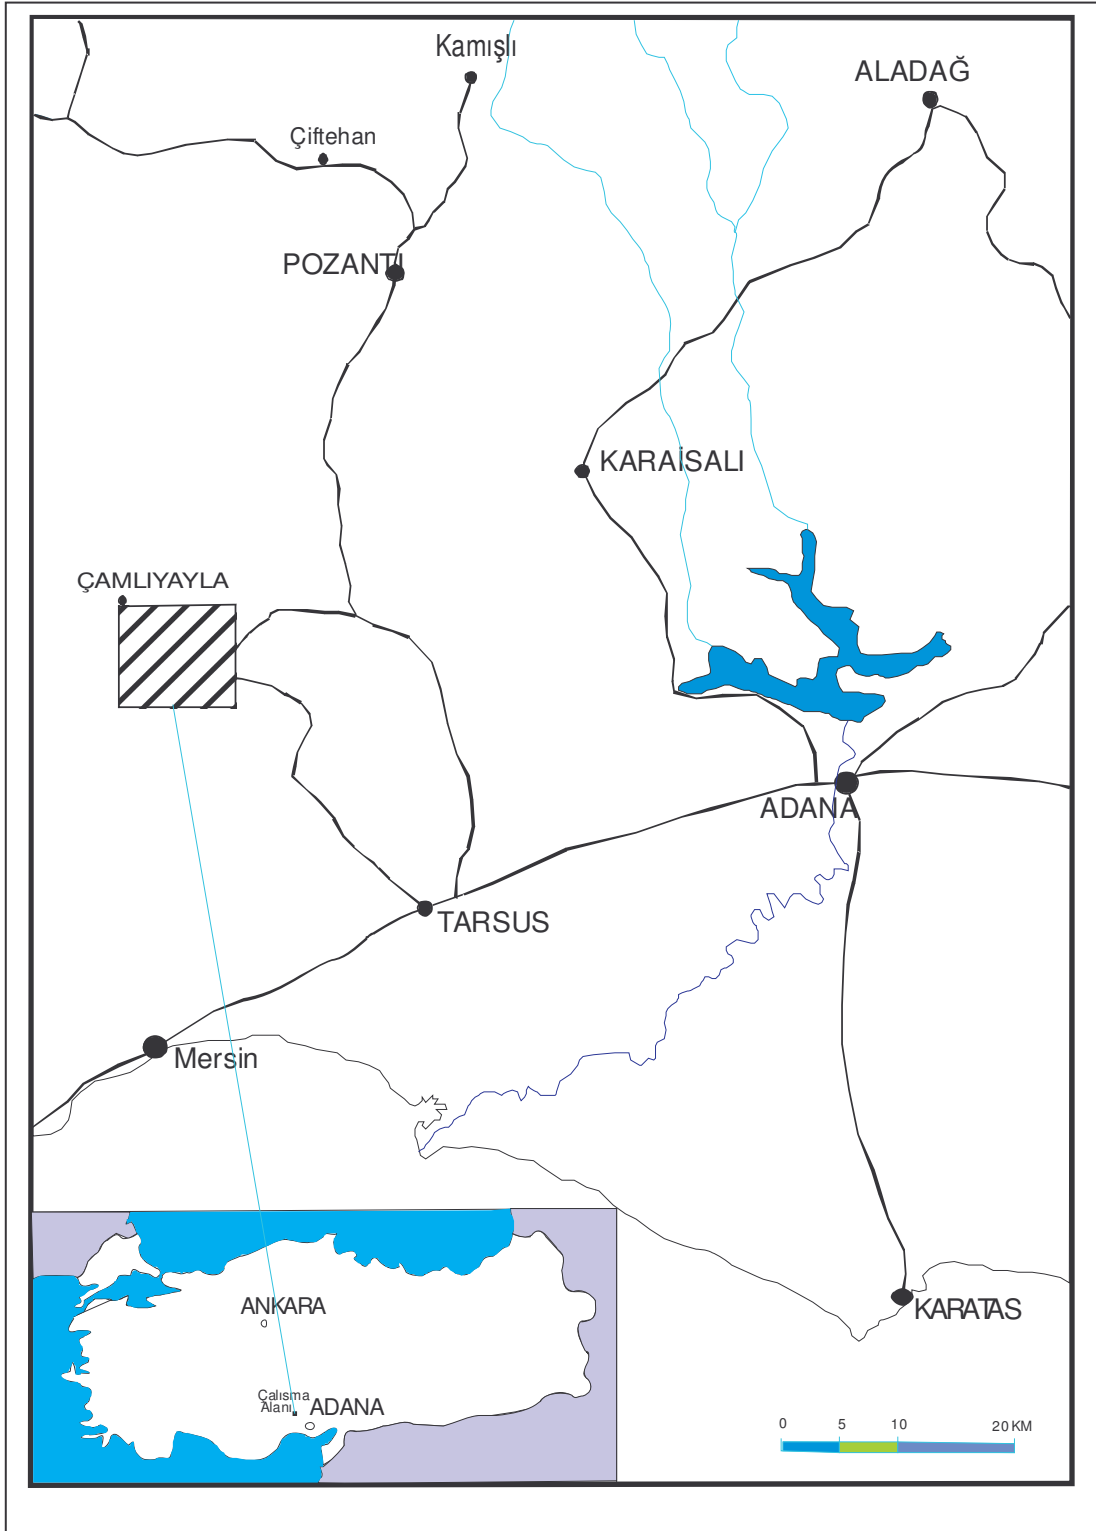 Kamışlı
ALADAĞ
Çiftehan
POZANTI
KARAİSALI
ÇAMLIYAYLA
ADANA
TARSUS
Mersin
KARATAS
ANKARA
Çalısma
Alanı
ADANA
0 5 10 20 KM